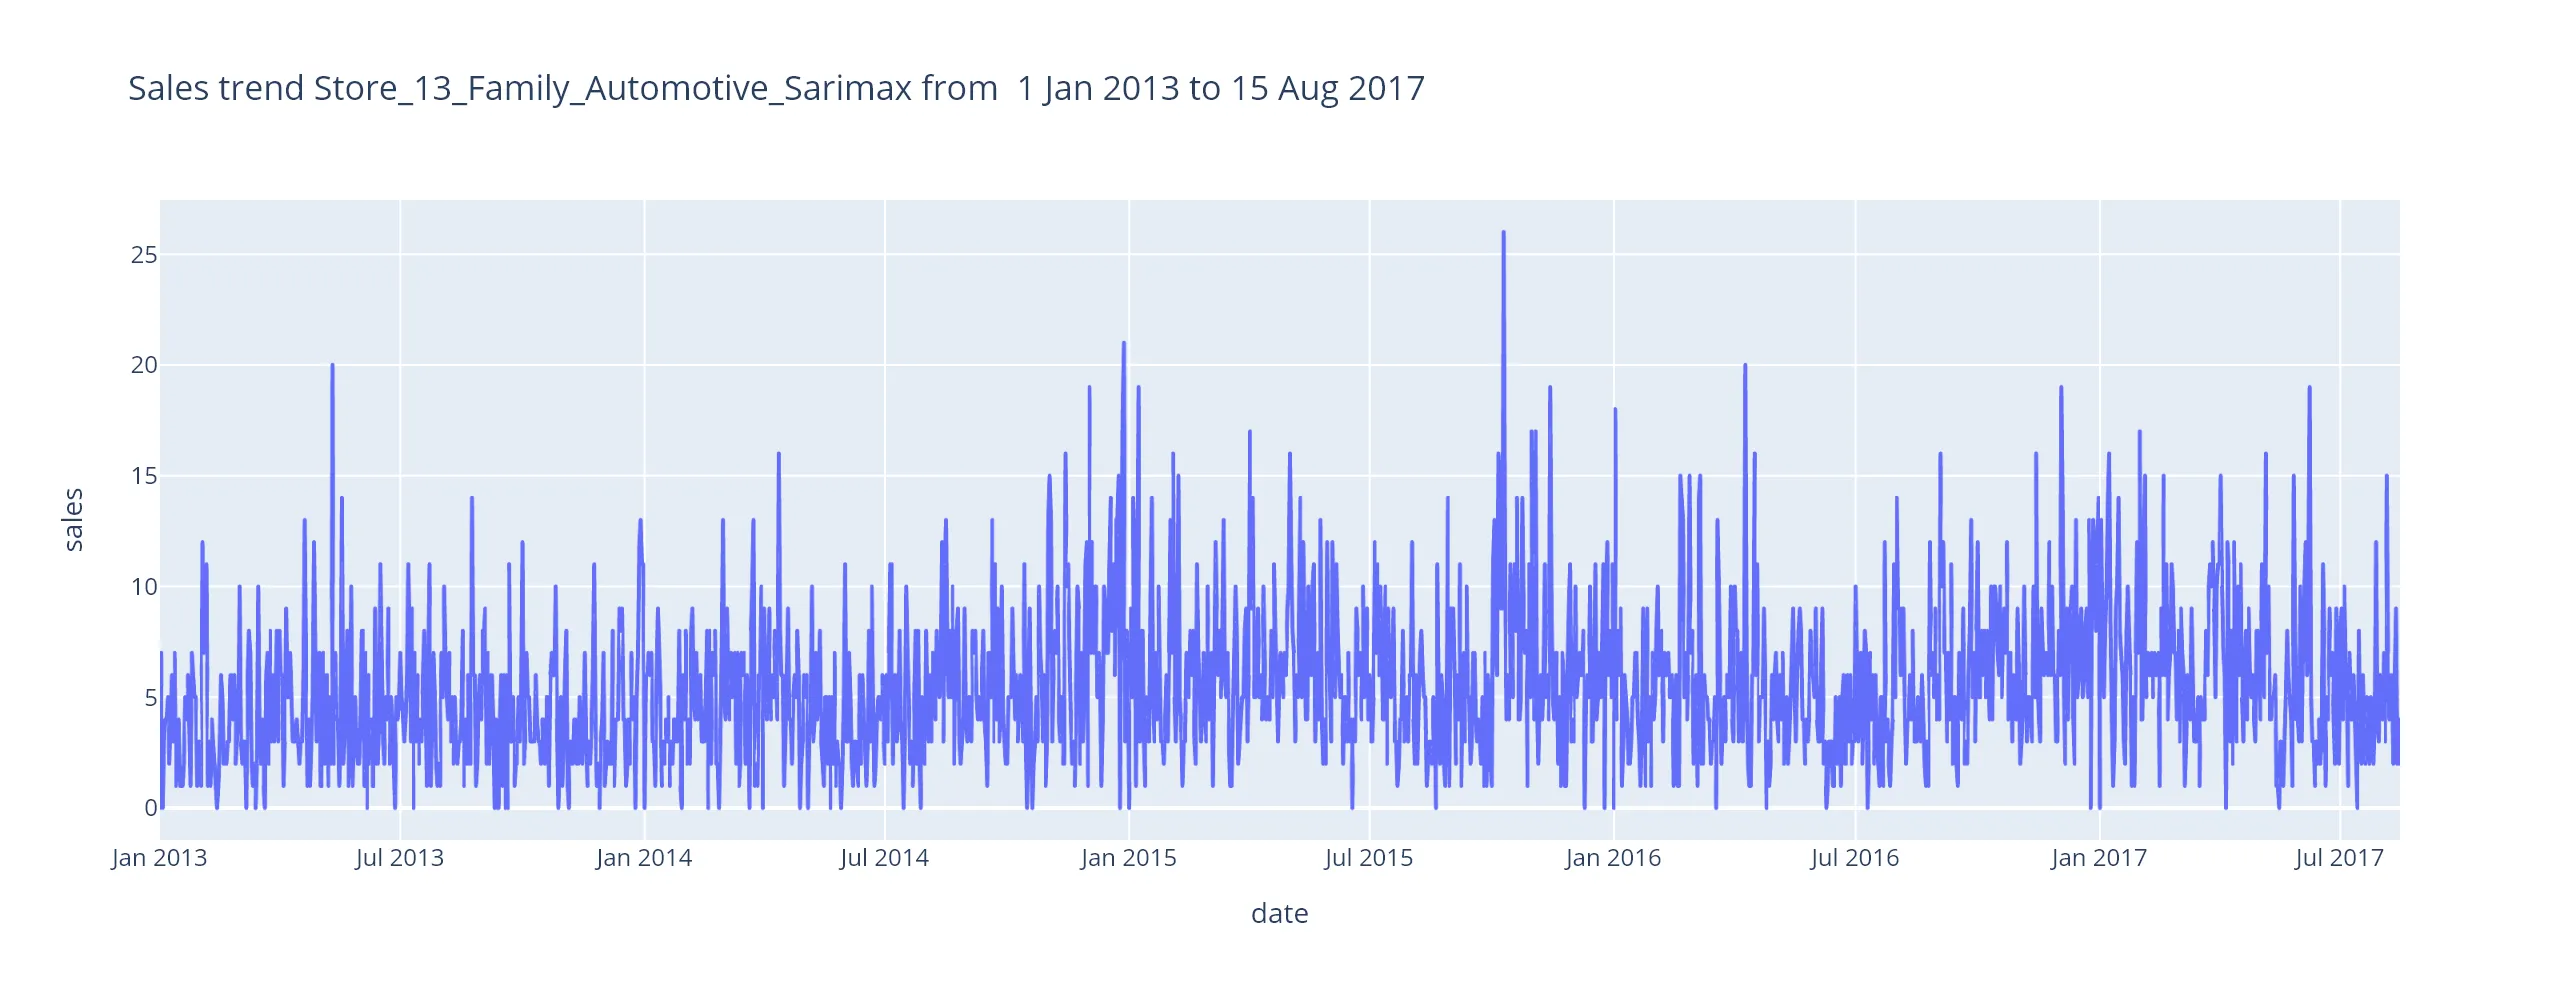 Sales trend Store_13_Family_Automotive_Sarimax from  1 Jan 2013 to 15 Aug 2017
sales
25
20
15
10
5
0
Jan 2013 Jul 2013 Jan 2014 Jul 2014 Jan 2015 Jul 2015 Jan 2016 Jul 2016 Jan 2017 Jul 2017
date